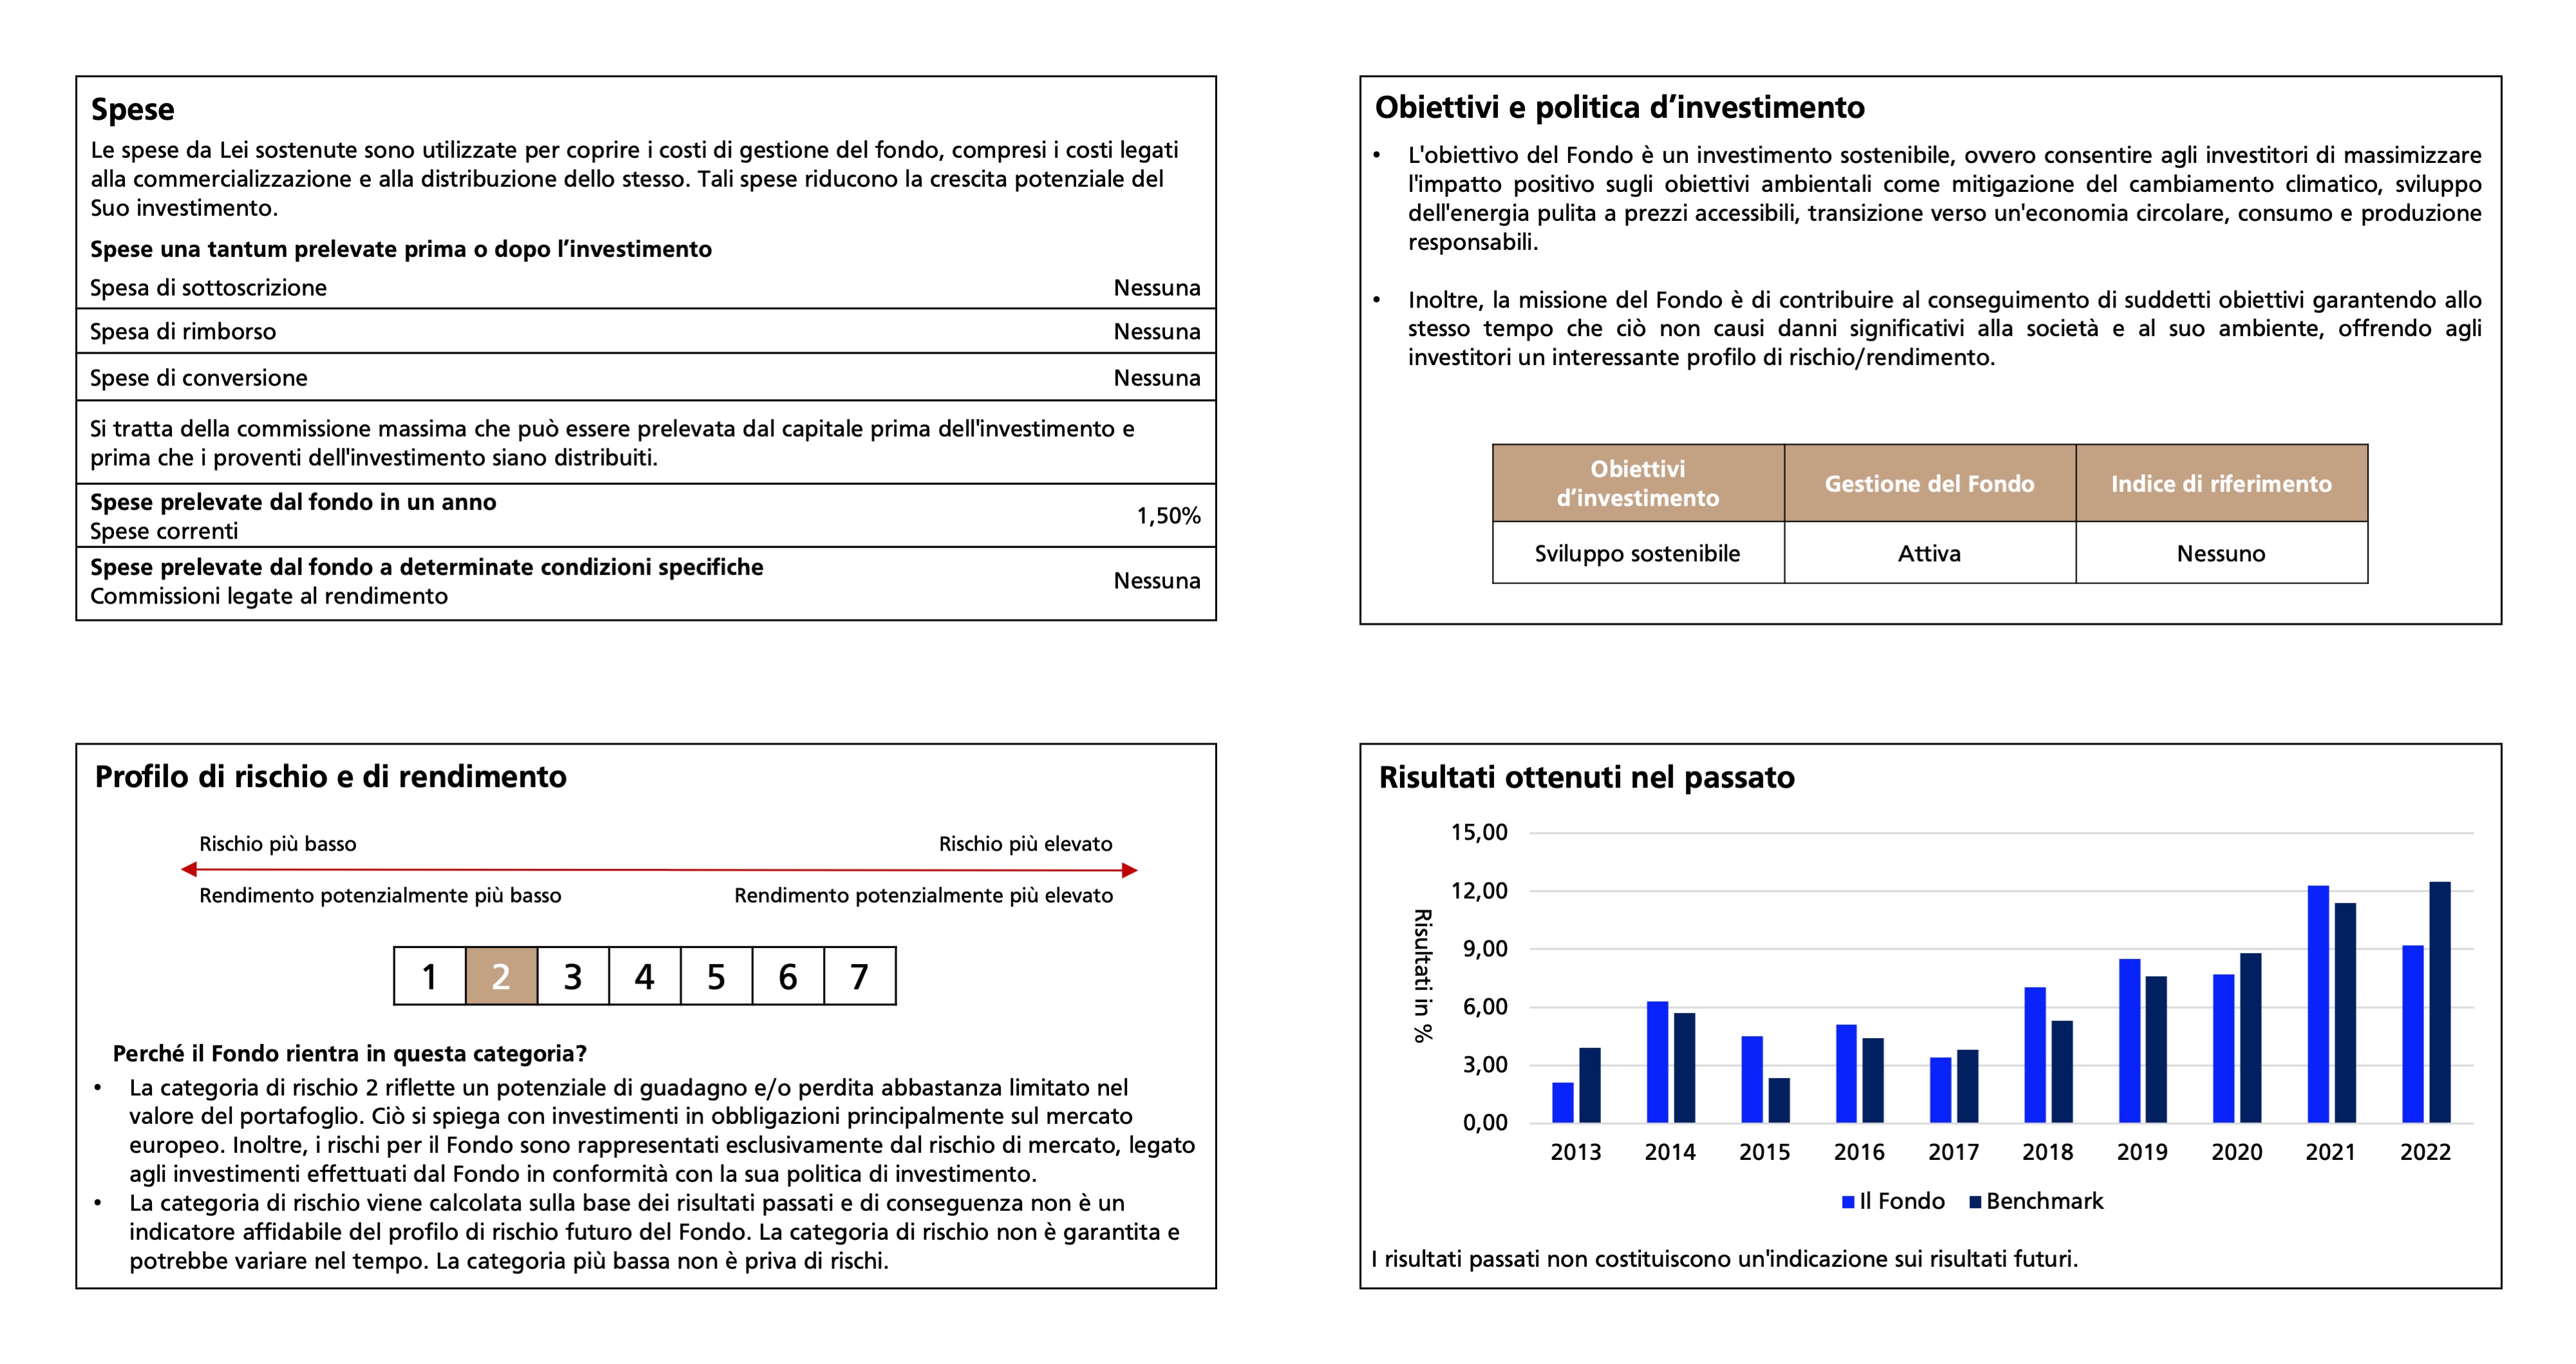 Spese
Le spese da Lei sostenute sono utilizzate per coprire i costi di gestione del fondo, compresi i costi legati
alla commercializzazione e alla distribuzione dello stesso. Tali spese riducono la crescita potenziale del
Suo investimento.
Spese una tantum prelevate prima o dopo l’investimento
Spesa di sottoscrizione Nessuna
Spesa di rimborso Nessuna
Spese di conversione Nessuna
Si tratta della commissione massima che può essere prelevata dal capitale prima dell'investimento e
prima che i proventi dell'investimento siano distribuiti.
Spese prelevate dal fondo in un anno
Spese correnti 1,50%
Spese prelevate dal fondo a determinate condizioni specifiche
Commissioni legate al rendimento Nessuna
Obiettivi e politica d’investimento
• L'obiettivo del Fondo è un investimento sostenibile, ovvero consentire agli investitori di massimizzare
l'impatto positivo sugli obiettivi ambientali come mitigazione del cambiamento climatico, sviluppo
dell'energia pulita a prezzi accessibili, transizione verso un'economia circolare, consumo e produzione
responsabili.
• Inoltre, la missione del Fondo è di contribuire al conseguimento di suddetti obiettivi garantendo allo
stesso tempo che ciò non causi danni significativi alla società e al suo ambiente, offrendo agli
investitori un interessante profilo di rischio/rendimento.
Obiettivi
d’investimento
Gestione del Fondo
Indice di riferimento
Sviluppo sostenibile Attiva Nessuno
Profilo di rischio e di rendimento
Rischio più basso Rischio più elevato
Rendimento potenzialmente più basso Rendimento potenzialmente più elevato
1 2 3 4 5 6 7
Perché il Fondo rientra in questa categoria?
• La categoria di rischio 2 riflette un potenziale di guadagno e/o perdita abbastanza limitato nel
valore del portafoglio. Ciò si spiega con investimenti in obbligazioni principalmente sul mercato
europeo. Inoltre, i rischi per il Fondo sono rappresentati esclusivamente dal rischio di mercato, legato
agli investimenti effettuati dal Fondo in conformità con la sua politica di investimento.
• La categoria di rischio viene calcolata sulla base dei risultati passati e di conseguenza non è un
indicatore affidabile del profilo di rischio futuro del Fondo. La categoria di rischio non è garantita e
potrebbe variare nel tempo. La categoria più bassa non è priva di rischi.
Risultati ottenuti nel passato
Risultati in %
15,00
12,00
9,00
6,00
3,00
0,00
2013 2014 2015 2016 2017 2018 2019 2020 2021 2022
Il Fondo Benchmark
I risultati passati non costituiscono un'indicazione sui risultati futuri.